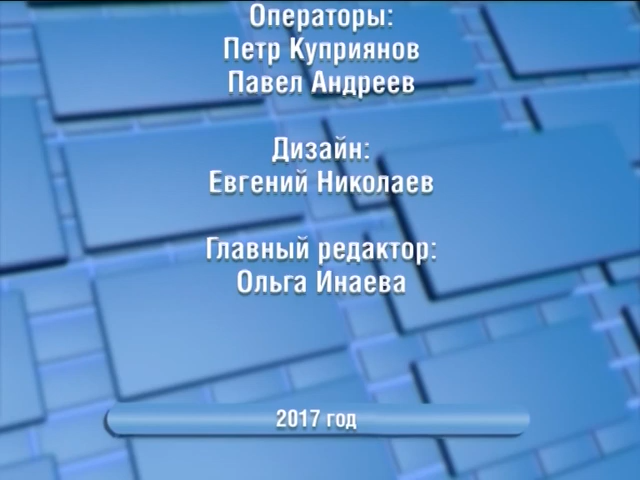 Операторы:
Петр Куприянов
Павел Андреев
Дизайн:
Евгений Николаев
Главный редактор:
Ольга Инаева
2017 год